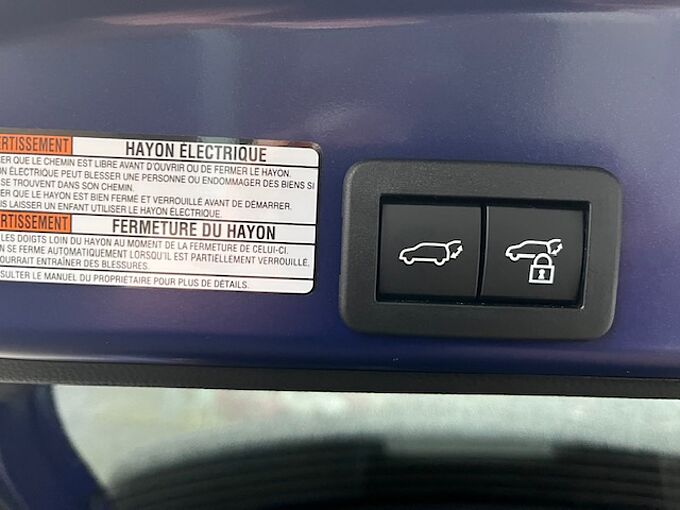 ERTISSEMENT HAYON ÉLECTRIQUE
QUE LE CHEMIN EST LIBRE AVANT D'OUVRIR OU DE FERMER LE HAYON.
ÉLECTRIQUE PEUT BLESSER UNE PERSONNE OU ENDOMMAGER DES BIENS SI
SE TROUVENT DANS SON CHEMIN.
QUE LE HAYON EST BIEN FERMÉ ET VERROUILLÉ AVANT DE DÉMARRER.
IS LAISSER UN ENFANT UTILISER LE HAYON ÉLECTRIQUE.
ERTISSEMENT FERMETURE DU HAYON
LES DOIGTS LOIN DU HAYON AU MOMENT DE LA FERMETURE DE CELUI-CI.
SE FERME AUTOMATIQUEMENT LORSQU'IL EST PARTIELLEMENT VERROUILLÉ,
OURRAIT ENTRAÎNER DES BLESSURES.
SULTER LE MANUEL DU PROPRIÉTAIRE POUR PLUS DE DÉTAILS.